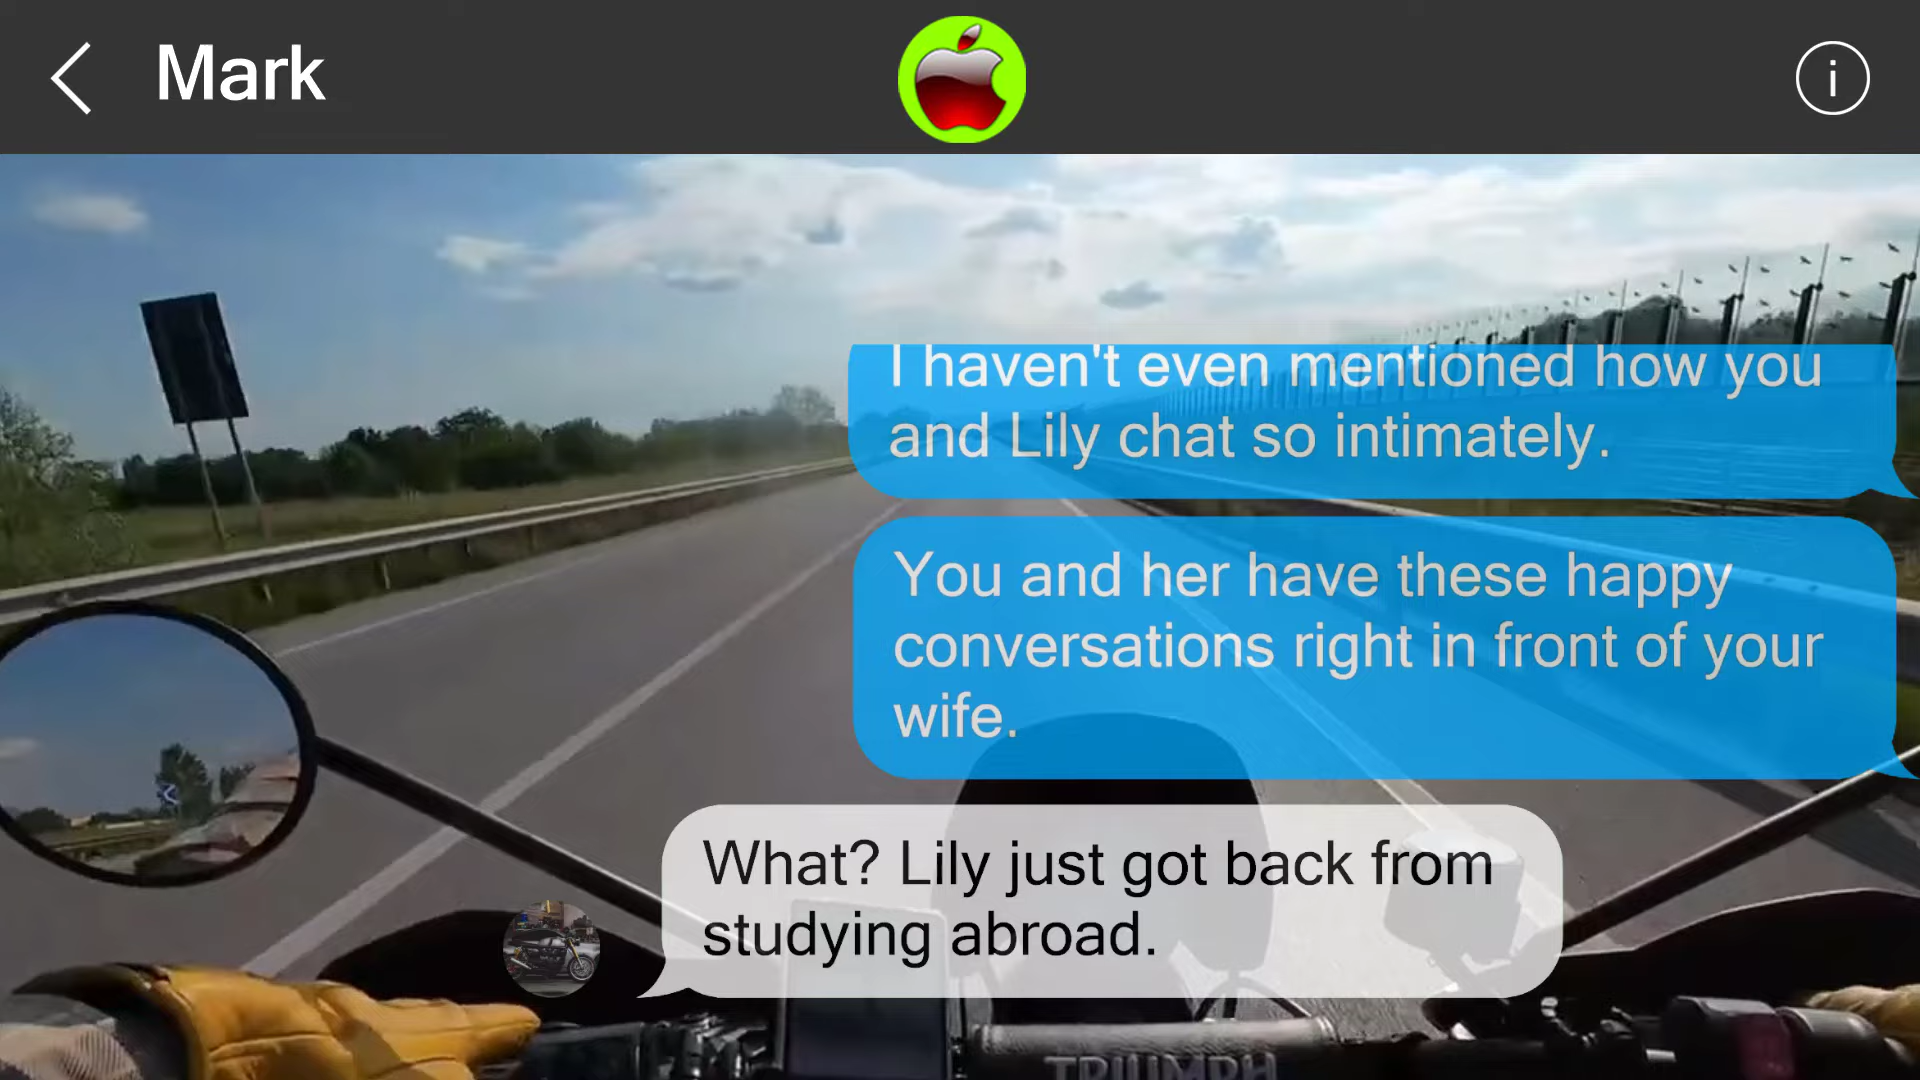 Mark
i
I haven't even mentioned how you
and Lily chat so intimately.
You and her have these happy
conversations right in front of your
wife.
What? Lily just got back from
studying abroad.
TRIUMPH